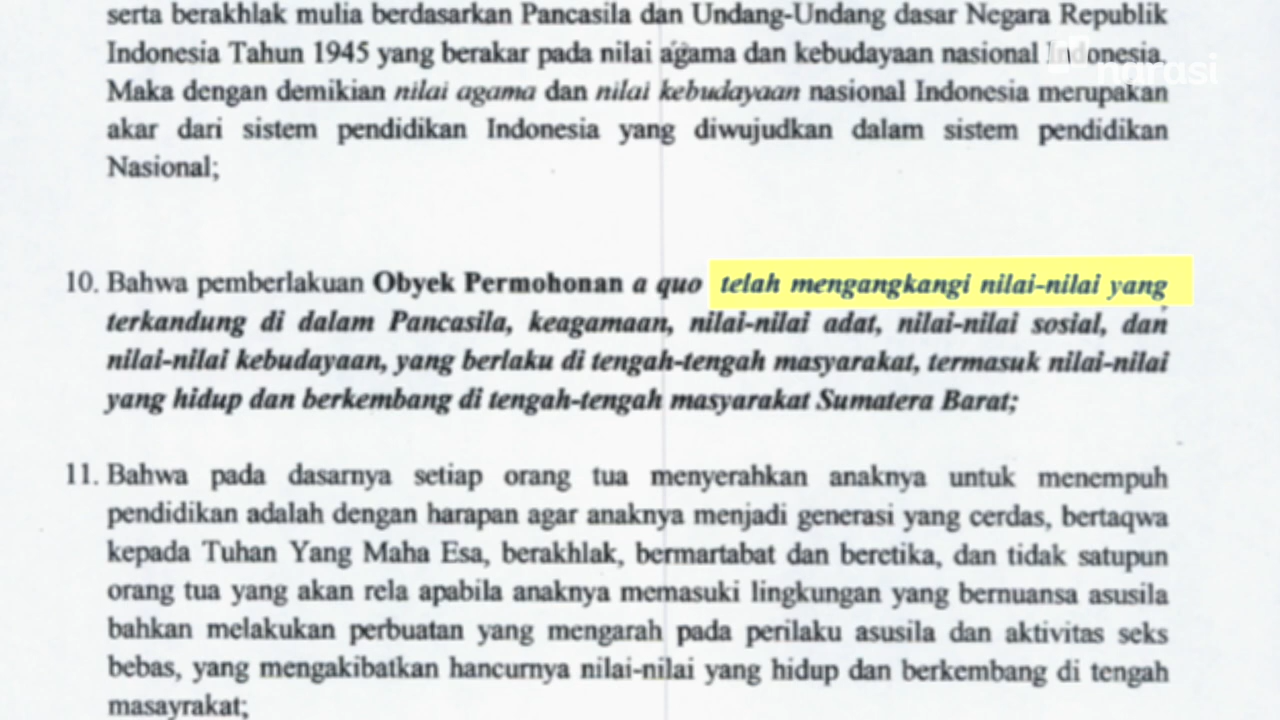 serta berakhlak mulia berdasarkan Pancasila dan Undang-Undang dasar Negara Republik
Indonesia Tahun 1945 yang berakar pada nilai agama dan kebudayaan nasional Indonesia.
narasi
Maka dengan demikian nilai agama dan nilai kebudayaan nasional Indonesia merupakan
akar dari sistem pendidikan Indonesia yang diwujudkan dalam sistem pendidikan
Nasional;
10. Bahwa pemberlakuan Obyek Permohonan a quo telah mengangkangi nilai-nilai yang
terkandung di dalam Pancasila, keagamaan, nilai-nilai adat, nilai-nilai sosial, dan
nilai-nilai kebudayaan, yang berlaku di tengah-tengah masyarakat, termasuk nilai-nilai
yang hidup dan berkembang di tengah-tengah masyarakat Sumatera Barat;
11. Bahwa pada dasarnya setiap orang tua menyerahkan anaknya untuk menempuh
pendidikan adalah dengan harapan agar anaknya menjadi generasi yang cerdas, bertaqwa
kepada Tuhan Yang Maha Esa, berakhlak, bermartabat dan beretika, dan tidak satupun
orang tua yang akan rela apabila anaknya memasuki lingkungan yang bernuansa asusila
bahkan melakukan perbuatan yang mengarah pada perilaku asusila dan aktivitas seks
bebas, yang mengakibatkan hancurnya nilai-nilai yang hidup dan berkembang di tengah
masayrakat;